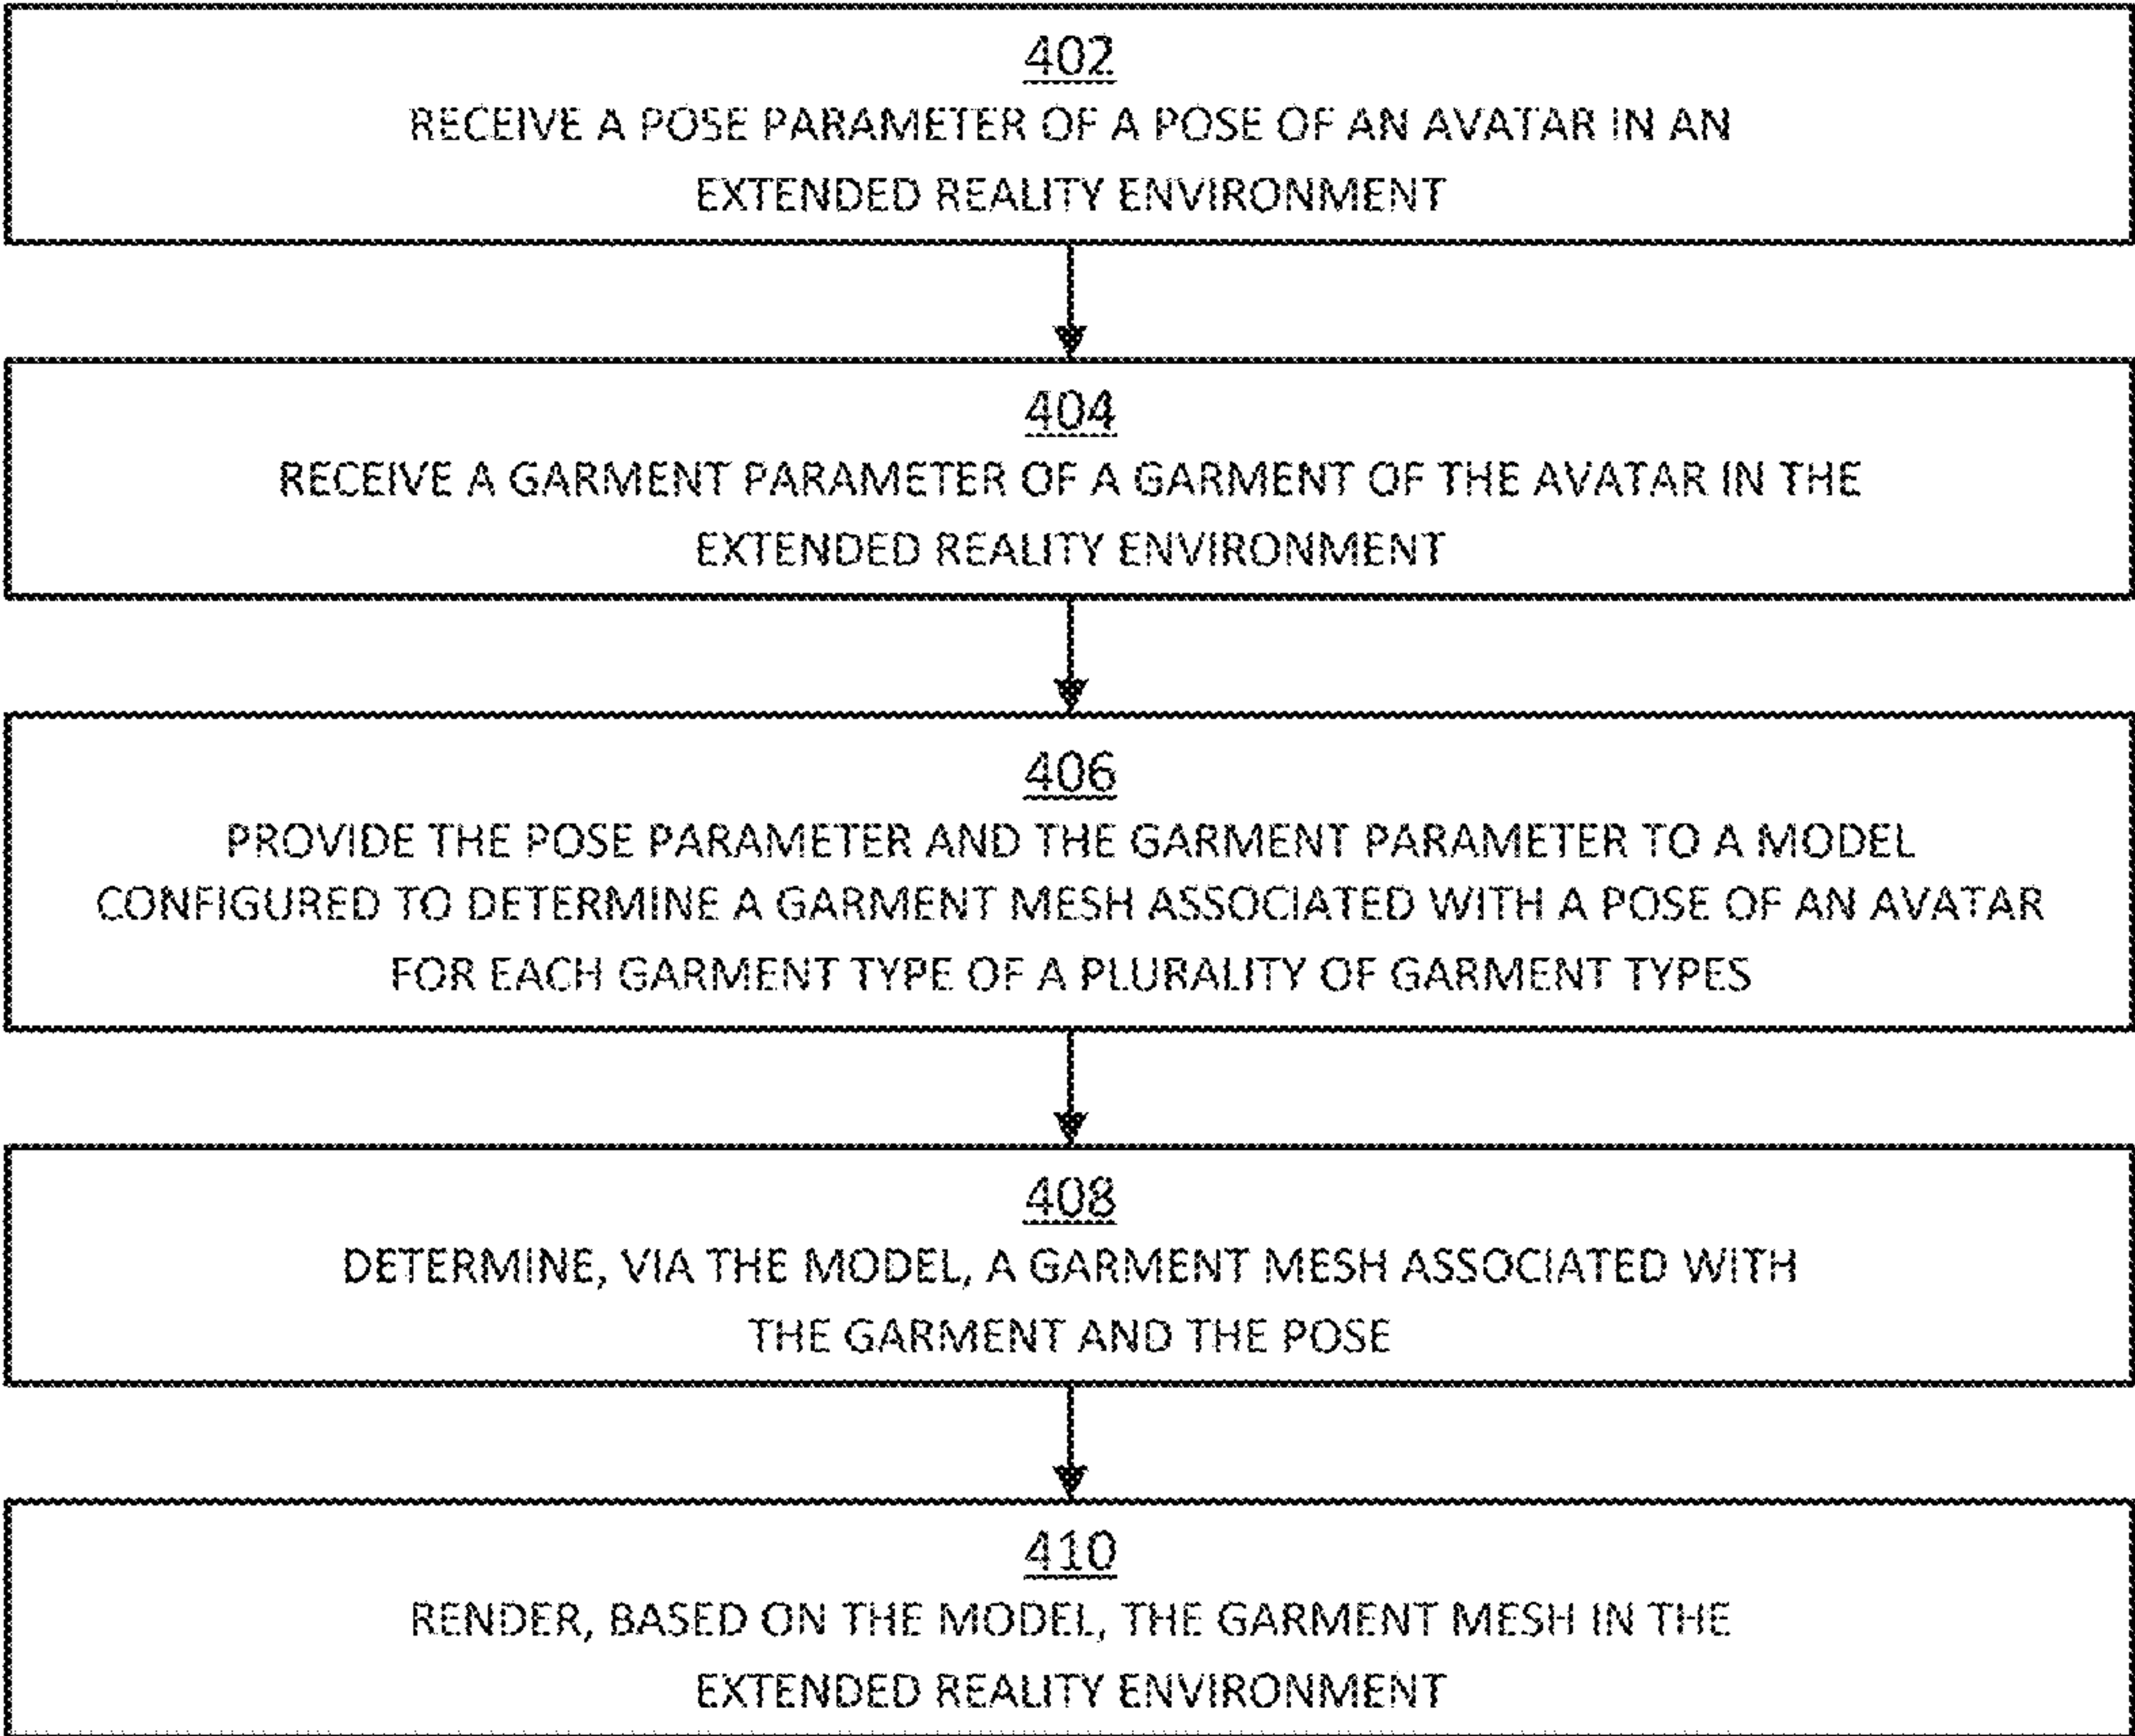 402
RECEIVE A POSE PARAMETER OF A POSE OF AN AVATAR IN AN
EXTENDED REALITY ENVIRONMENT
404
RECEIVE A GARMENT PARAMETER OF A GARMENT OF THE AVATAR IN THE
EXTENDED REALITY ENVIRONMENT
406
PROVIDE THE POSE PARAMETER AND THE GARMENT PARAMETER TO A MODEL
CONFIGURED TO DETERMINE A GARMENT MESH ASSOCIATED WITH A POSE OF AN AVATAR
FOR EACH GARMENT TYPE OF A PLURALITY OF GARMENT TYPES
408
DETERMINE, VIA THE MODEL, A GARMENT MESH ASSOCIATED WITH
THE GARMENT AND THE POSE
410
RENDER, BASED ON THE MODEL, THE GARMENT MESH IN THE
EXTENDED REALITY ENVIRONMENT